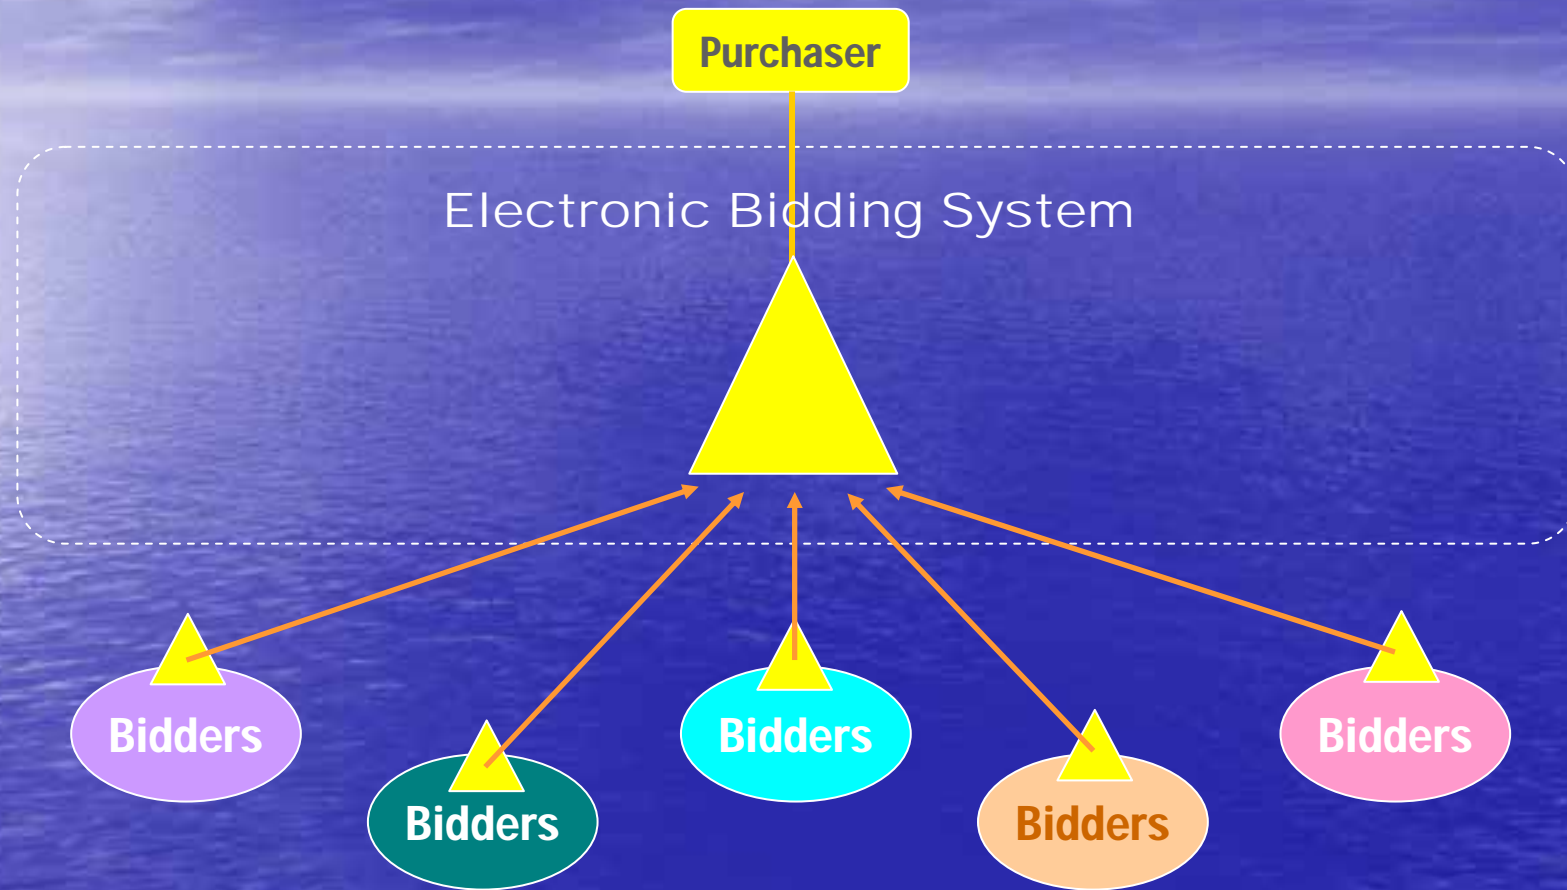 Purchaser
Electronic Bidding System
Bidders
Bidders
Bidders
Bidders
Bidders